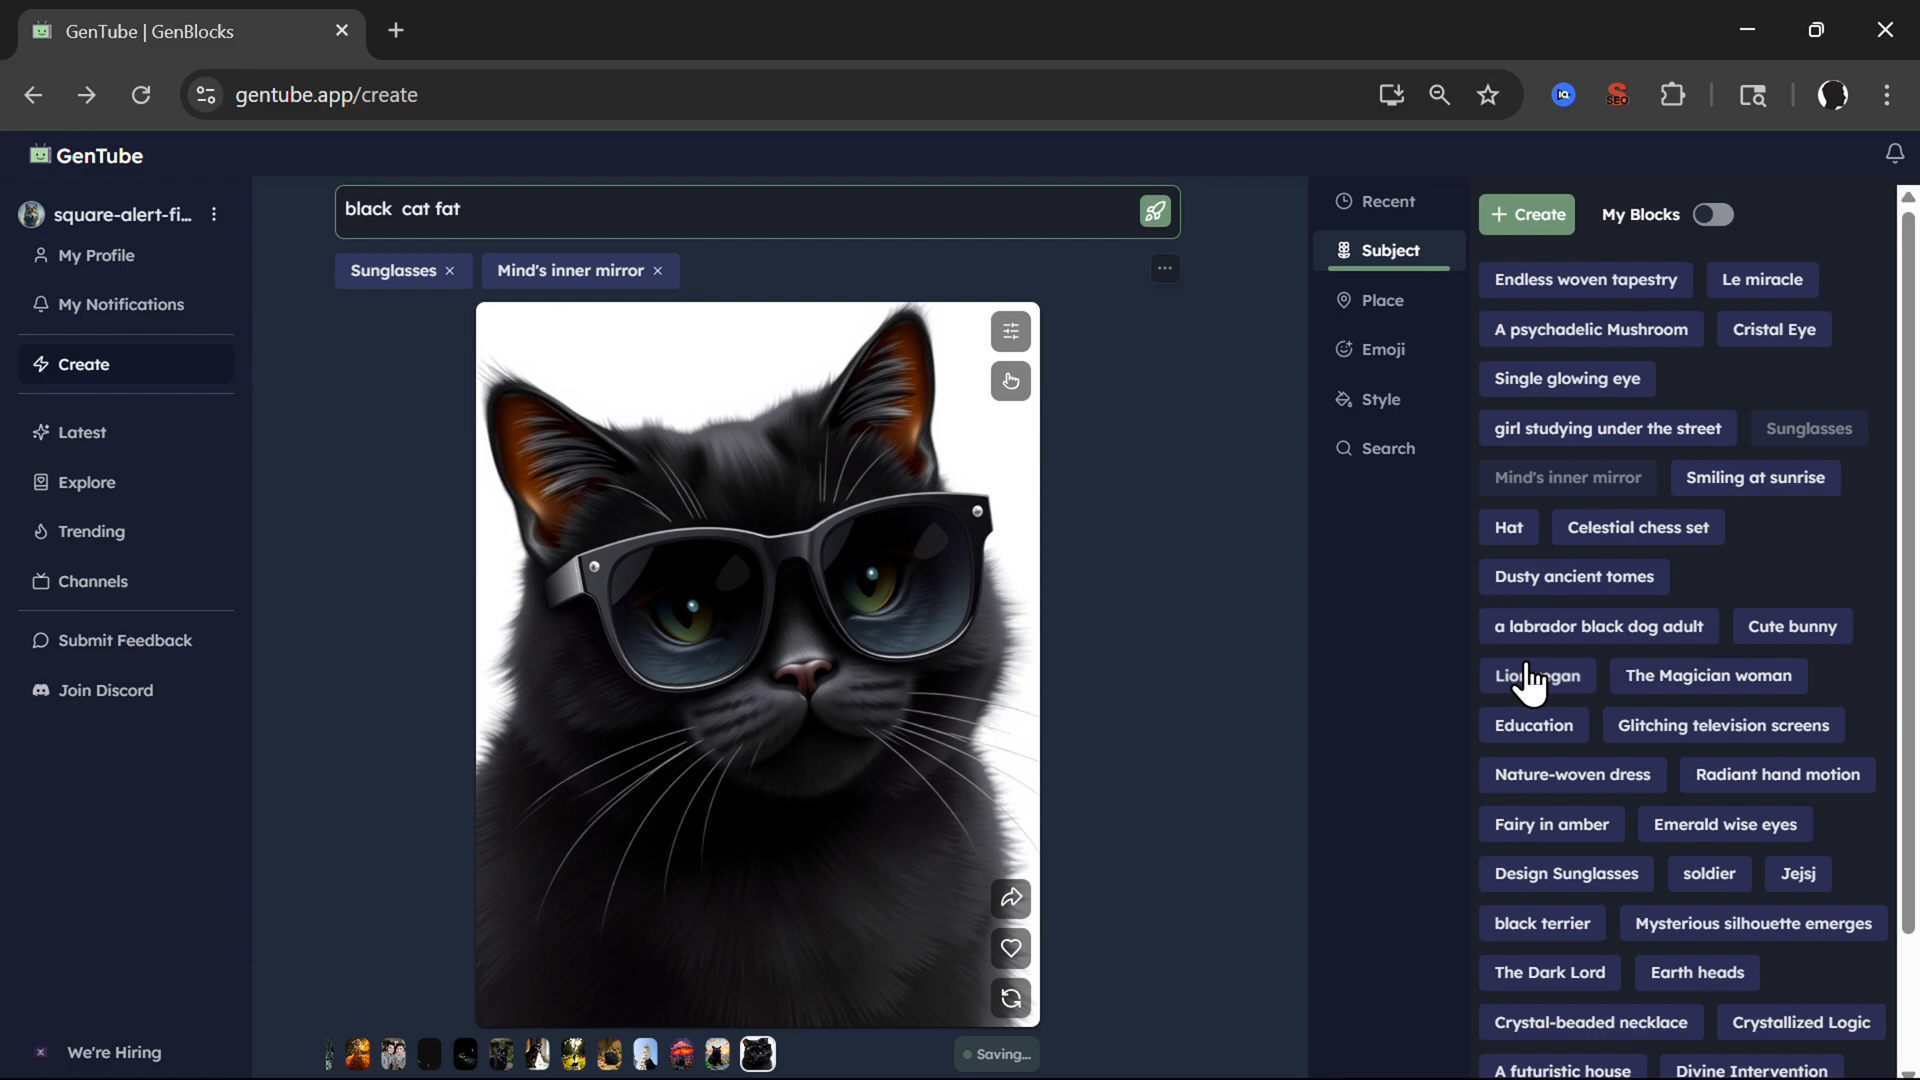 GenTube | GenBlocks
gentube.app/create
IQ
SEO
GenTube
square-alert-fi...
My Profile
My Notifications
Create
Latest
Explore
Trending
Channels
Submit Feedback
Join Discord
We're Hiring
black cat fat
Sunglasses ×
Mind's inner mirror ×
Saving...
Recent
Subject
Place
Emoji
Style
Search
+ Create My Blocks
Endless woven tapestry Le miracle
A psychadelic Mushroom Cristal Eye
Single glowing eye
girl studying under the street Sunglasses
Mind's inner mirror Smiling at sunrise
Hat Celestial chess set
Dusty ancient tomes
a labrador black dog adult Cute bunny
The Magician woman
Education Glitching television screens
Nature-woven dress Radiant hand motion
Fairy in amber Emerald wise eyes
Design Sunglasses soldier Jejsj
black terrier Mysterious silhouette emerges
The Dark Lord Earth heads
Crystal-beaded necklace Crystallized Logic
A futuristic house Divine Intervention